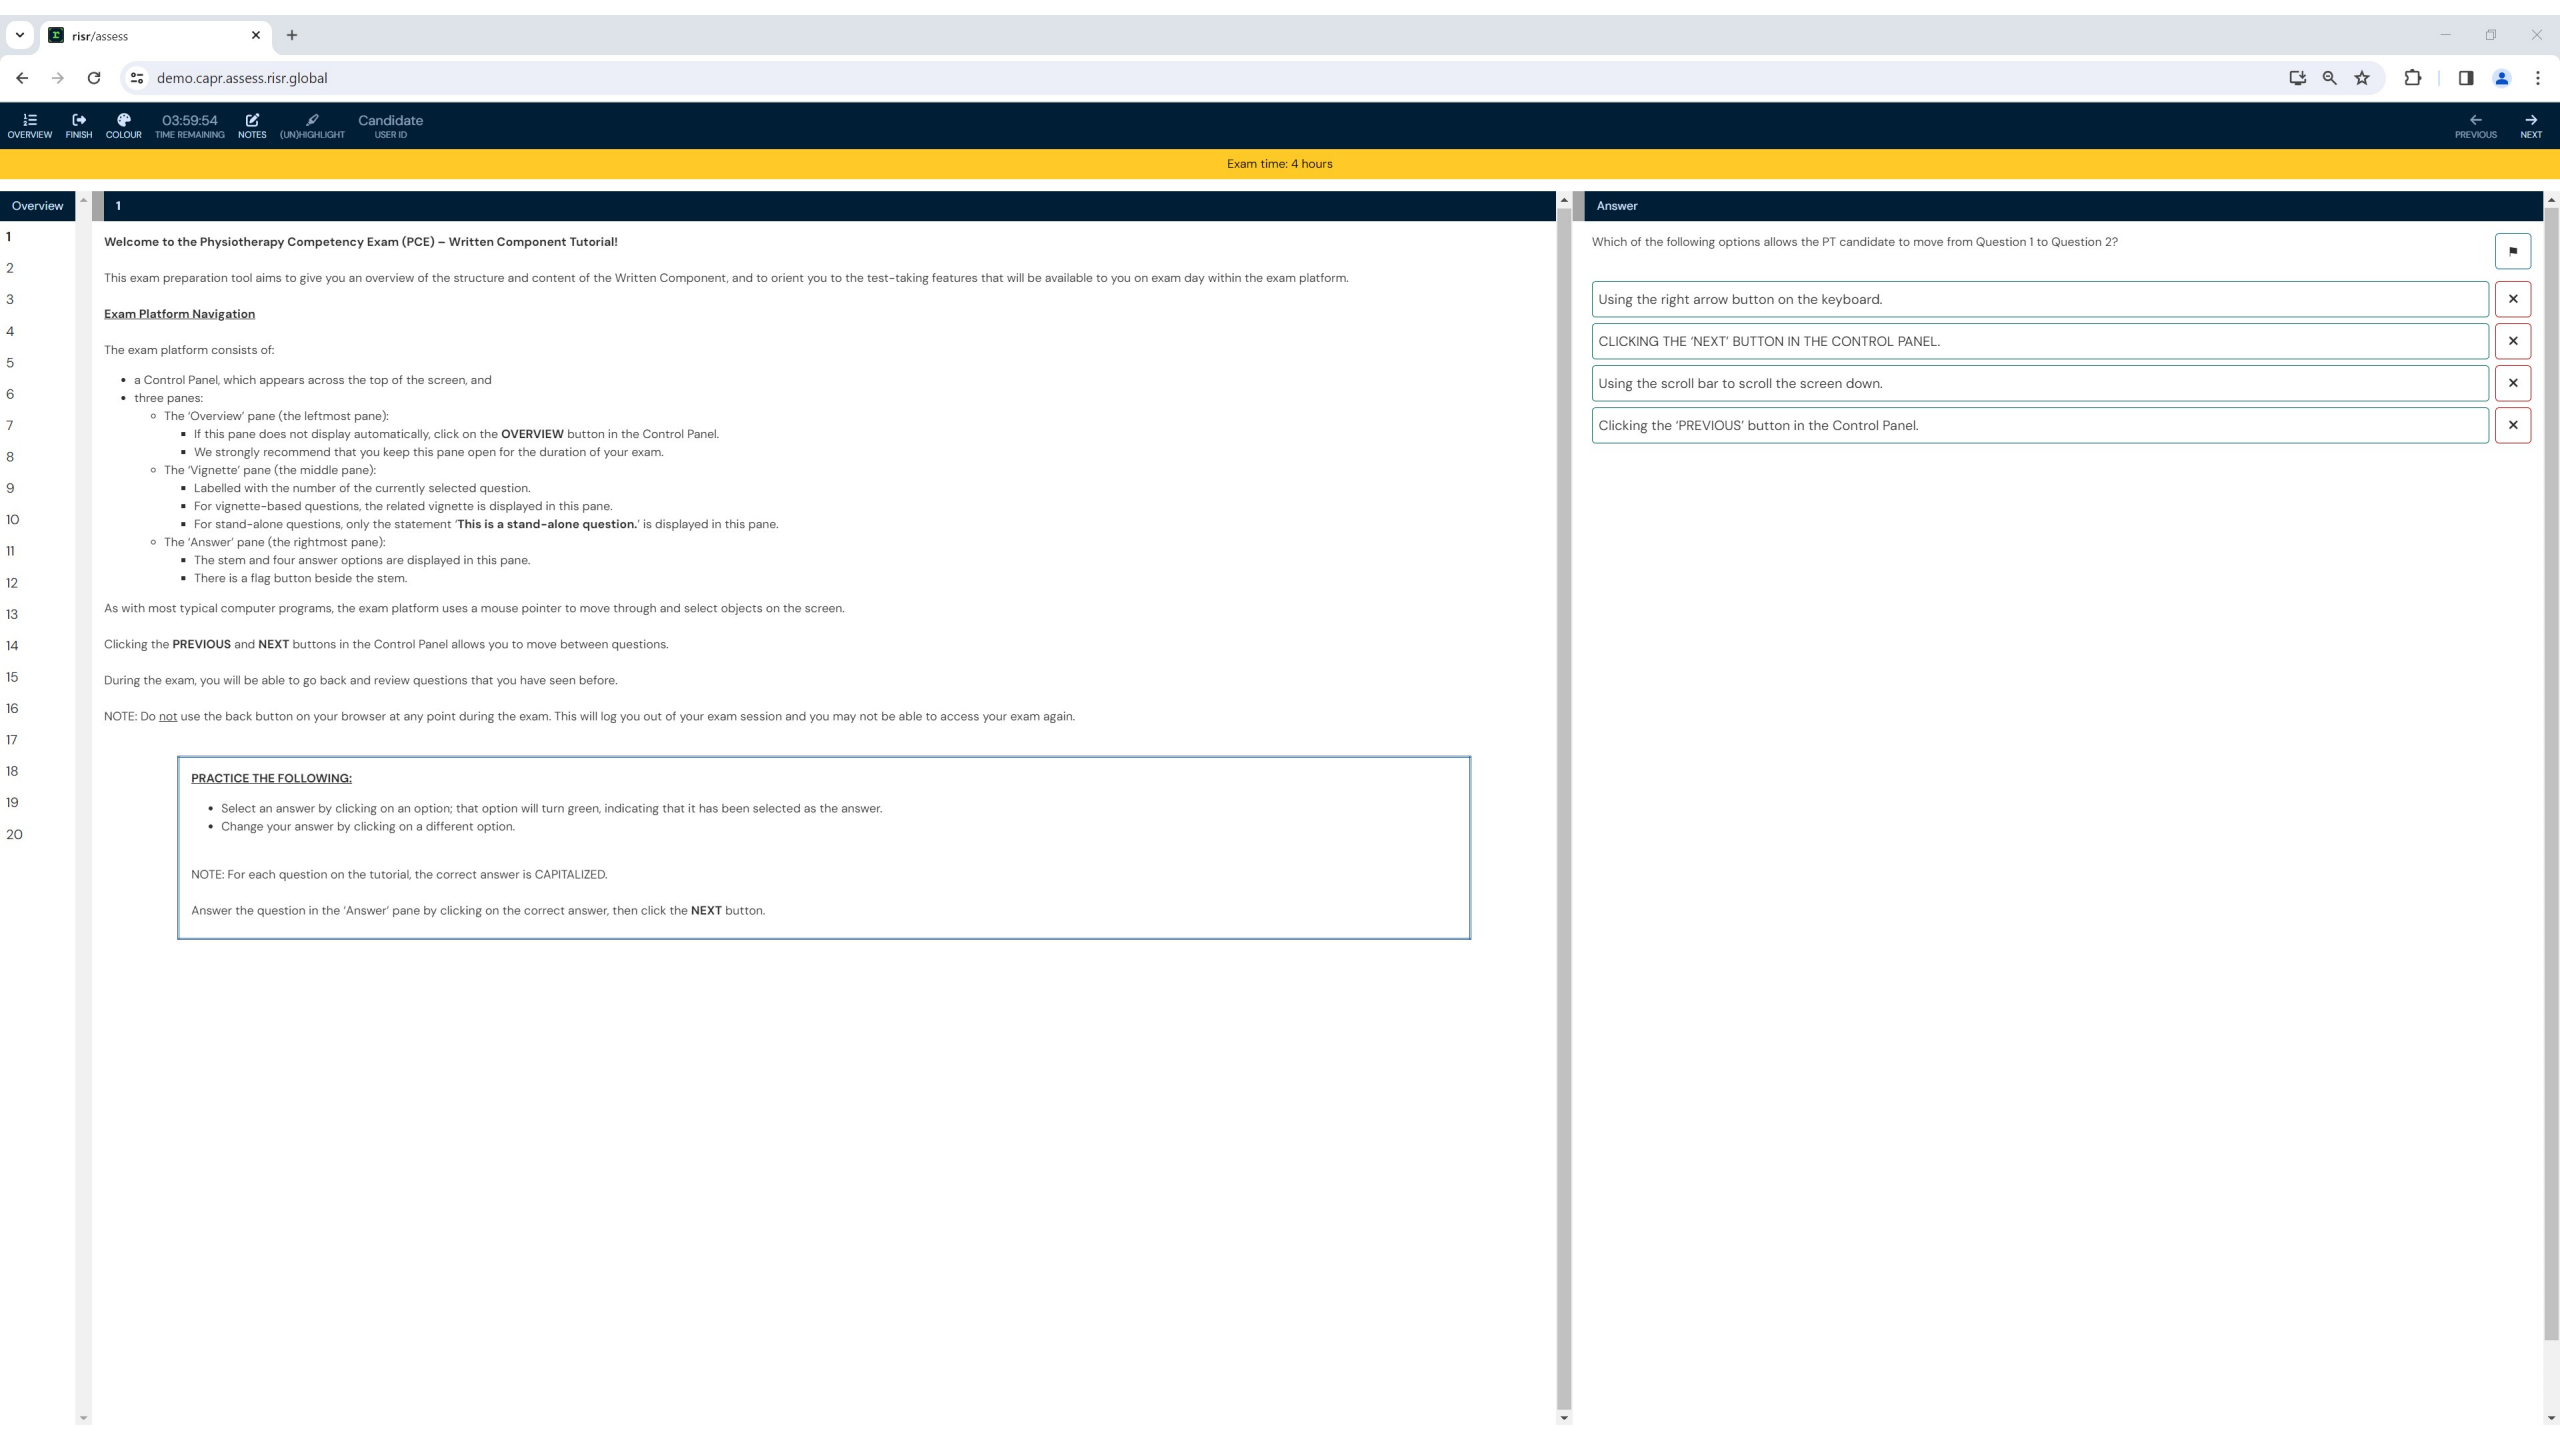 risr/assess
demo.capr.assess.risr.global
OVERVIEW
FINISH
COLOUR
03:59:54
TIME REMAINING
NOTES
(UN)HIGHLIGHT
Candidate
USER ID
PREVIOUS
NEXT
Exam time: 4 hours
Overview
1
2
3
4
5
6
7
8
9
10
11
12
13
14
15
16
17
18
19
20
1
Welcome to the Physiotherapy Competency Exam (PCE) – Written Component Tutorial!
This exam preparation tool aims to give you an overview of the structure and content of the Written Component, and to orient you to the test-taking features that will be available to you on exam day within the exam platform.
Exam Platform Navigation
The exam platform consists of:
• a Control Panel, which appears across the top of the screen, and
• three panes:
◦ The ‘Overview’ pane (the leftmost pane):
▪ If this pane does not display automatically, click on the OVERVIEW button in the Control Panel.
▪ We strongly recommend that you keep this pane open for the duration of your exam.
◦ The ‘Vignette’ pane (the middle pane):
▪ Labelled with the number of the currently selected question.
▪ For vignette-based questions, the related vignette is displayed in this pane.
▪ For stand-alone questions, only the statement ‘This is a stand-alone question.’ is displayed in this pane.
◦ The ‘Answer’ pane (the rightmost pane):
▪ The stem and four answer options are displayed in this pane.
▪ There is a flag button beside the stem.
As with most typical computer programs, the exam platform uses a mouse pointer to move through and select objects on the screen.
Clicking the PREVIOUS and NEXT buttons in the Control Panel allows you to move between questions.
During the exam, you will be able to go back and review questions that you have seen before.
NOTE: Do not use the back button on your browser at any point during the exam. This will log you out of your exam session and you may not be able to access your exam again.
PRACTICE THE FOLLOWING:
• Select an answer by clicking on an option; that option will turn green, indicating that it has been selected as the answer.
• Change your answer by clicking on a different option.
NOTE: For each question on the tutorial, the correct answer is CAPITALIZED.
Answer the question in the ‘Answer’ pane by clicking on the correct answer, then click the NEXT button.
Answer
Which of the following options allows the PT candidate to move from Question 1 to Question 2?
Using the right arrow button on the keyboard.
CLICKING THE ‘NEXT’ BUTTON IN THE CONTROL PANEL.
Using the scroll bar to scroll the screen down.
Clicking the ‘PREVIOUS’ button in the Control Panel.